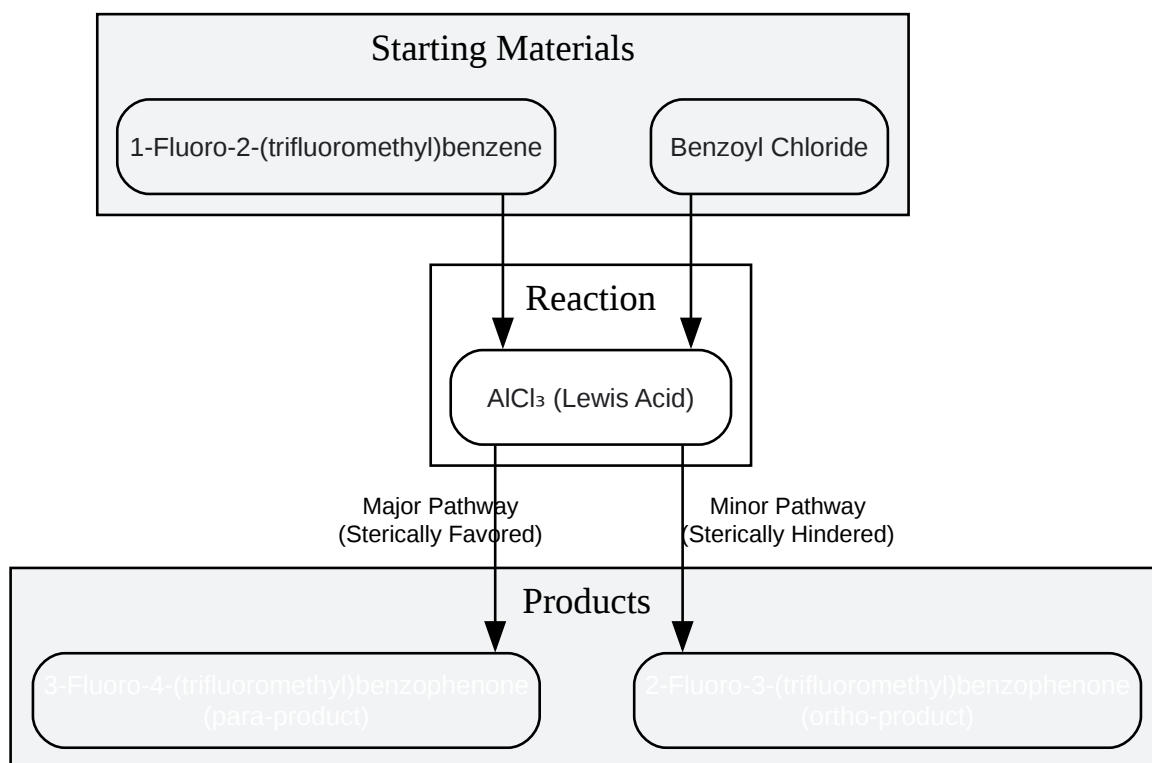 Starting Materials
1-Fluoro-2-(trifluoromethyl)benzene
Benzoyl Chloride
Reaction
AlCl₃ (Lewis Acid)
Major Pathway
(Sterically Favored)
Minor Pathway
(Sterically Hindered)
Products
3-Fluoro-4-(trifluoromethyl)benzophenone
(para-product)
2-Fluoro-3-(trifluoromethyl)benzophenone
(ortho-product)